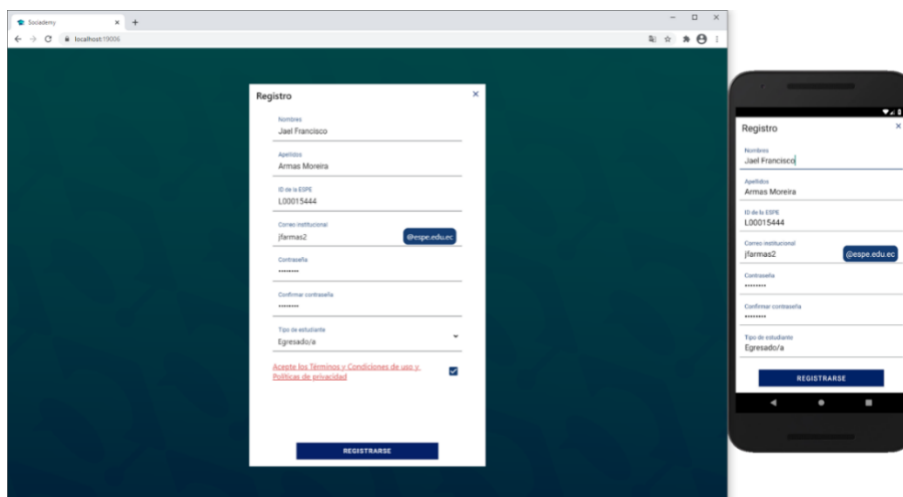 Sociademy
localhost:19006
Registro
Nombres
Jael Francisco
Apellidos
Armas Moreira
ID de la ESPE
L00015444
Correo institucional
jfarmas2
@espe.edu.ec
Contraseña
••••••••
Confirmar contraseña
••••••••
Tipo de estudiante
Egresado/a
Acepte los Términos y Condiciones de uso y
Políticas de privacidad
REGISTRARSE
Registro
Nombres
Jael Francisco
Apellidos
Armas Moreira
ID de la ESPE
L00015444
Correo institucional
jfarmas2
@espe.edu.ec
Contraseña
••••••••
Confirmar contraseña
••••••••
Tipo de estudiante
Egresado/a
REGISTRARSE